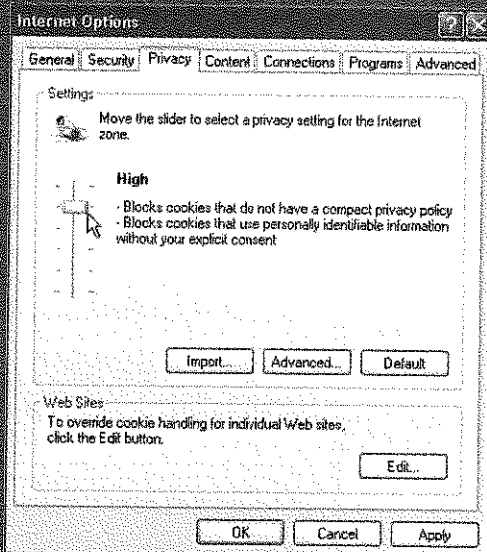 Internet Options
General Security Privacy Content Connections Programs Advanced
Settings
Move the slider to select a privacy setting for the Internet
zone.
High
- Blocks cookies that do not have a compact privacy policy
- Blocks cookies that use personally identifiable information
without your explicit consent
Import... Advanced... Default
Web Sites
To override cookie handling for individual Web sites,
click the Edit button.
Edit...
OK Cancel Apply